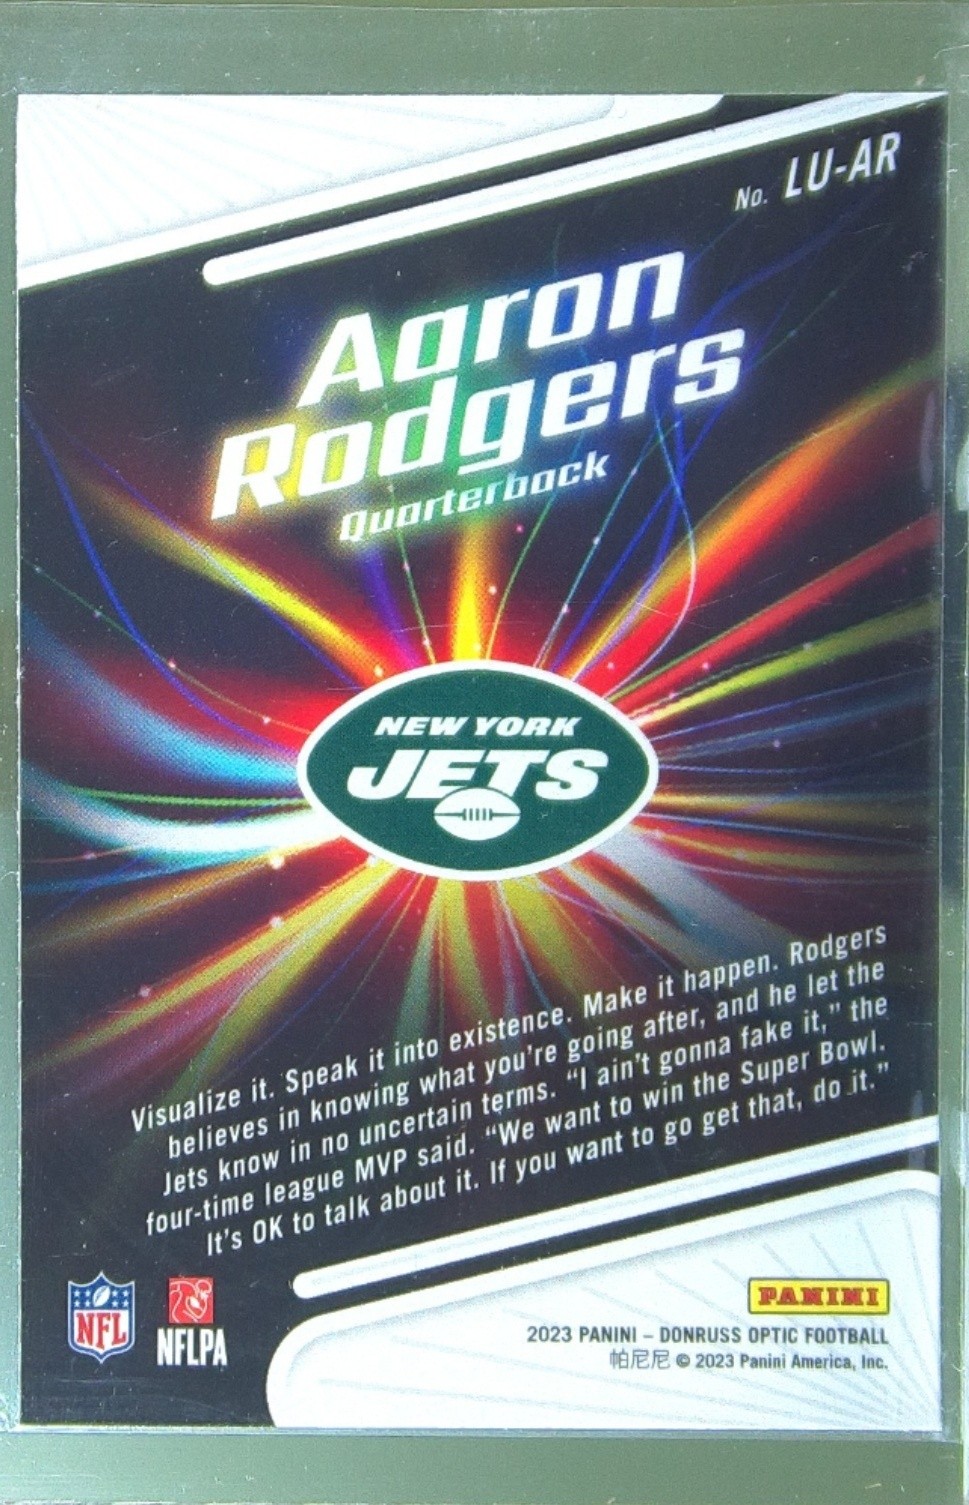 No. LU-AR
Aaron
Rodgers
Quarterback
NEW YORK
JETS
Visualize it. Speak it into existence. Make it happen. Rodgers
believes in knowing what you're going after, and he let the
Jets know in no uncertain terms. “I ain't gonna fake it,” the
four-time league MVP said. “We want to win the Super Bowl.
It's OK to talk about it. If you want to go get that, do it.”
NFL
NFLPA
PANINI
2023 PANINI – DONRUSS OPTIC FOOTBALL
帕尼尼 © 2023 Panini America, Inc.